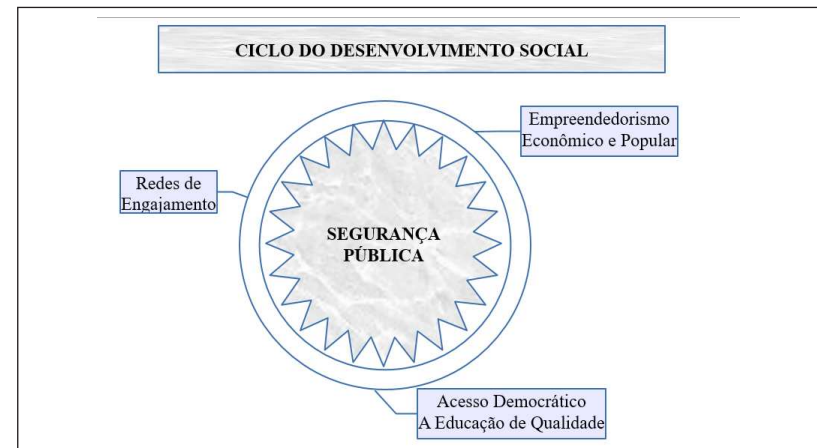 CICLO DO DESENVOLVIMENTO SOCIAL
Empreendedorismo
Econômico e Popular
Redes de
Engajamento
SEGURANÇA
PÚBLICA
Acesso Democrático
A Educação de Qualidade